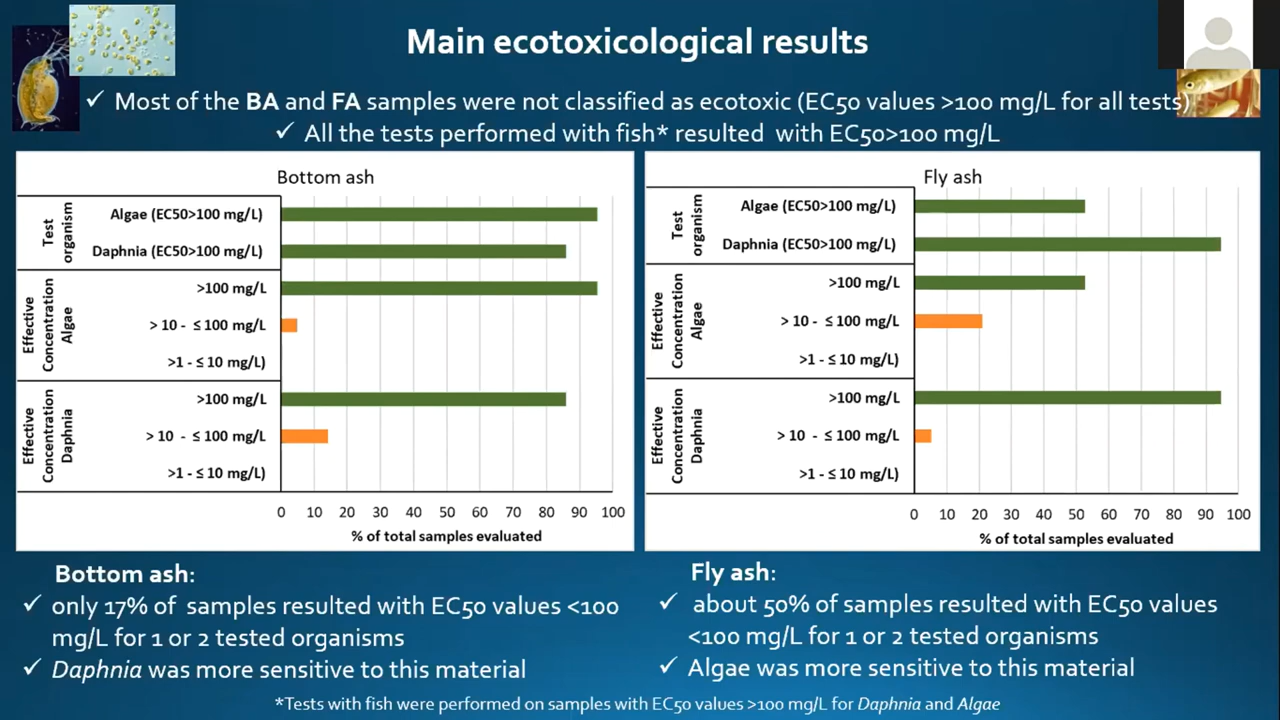 Main ecotoxicological results
✓ Most of the BA and FA samples were not classified as ecotoxic (EC50 values >100 mg/L for all tests)
✓ All the tests performed with fish* resulted with EC50>100 mg/L
Bottom ash
Test
organism
Algae (EC50>100 mg/L)
Daphnia (EC50>100 mg/L)
Effective
Concentration
Algae
>100 mg/L
> 10 - ≤ 100 mg/L
>1 - ≤ 10 mg/L)
Effective
Concentration
Daphnia
>100 mg/L
> 10 - ≤ 100 mg/L
>1 - ≤ 10 mg/L)
0 10 20 30 40 50 60 70 80 90 100
% of total samples evaluated
Fly ash
Test
organism
Algae (EC50>100 mg/L)
Daphnia (EC50>100 mg/L)
Effective
Concentration
Algae
>100 mg/L
> 10 - ≤ 100 mg/L
>1 - ≤ 10 mg/L)
Effective
Concentration
Daphnia
>100 mg/L
> 10 - ≤ 100 mg/L
>1 - ≤ 10 mg/L)
0 10 20 30 40 50 60 70 80 90 100
% of total samples evaluated
Bottom ash:
✓ only 17% of samples resulted with EC50 values <100
mg/L for 1 or 2 tested organisms
✓ Daphnia was more sensitive to this material
Fly ash:
✓ about 50% of samples resulted with EC50 values
<100 mg/L for 1 or 2 tested organisms
✓ Algae was more sensitive to this material
*Tests with fish were performed on samples with EC50 values >100 mg/L for Daphnia and Algae